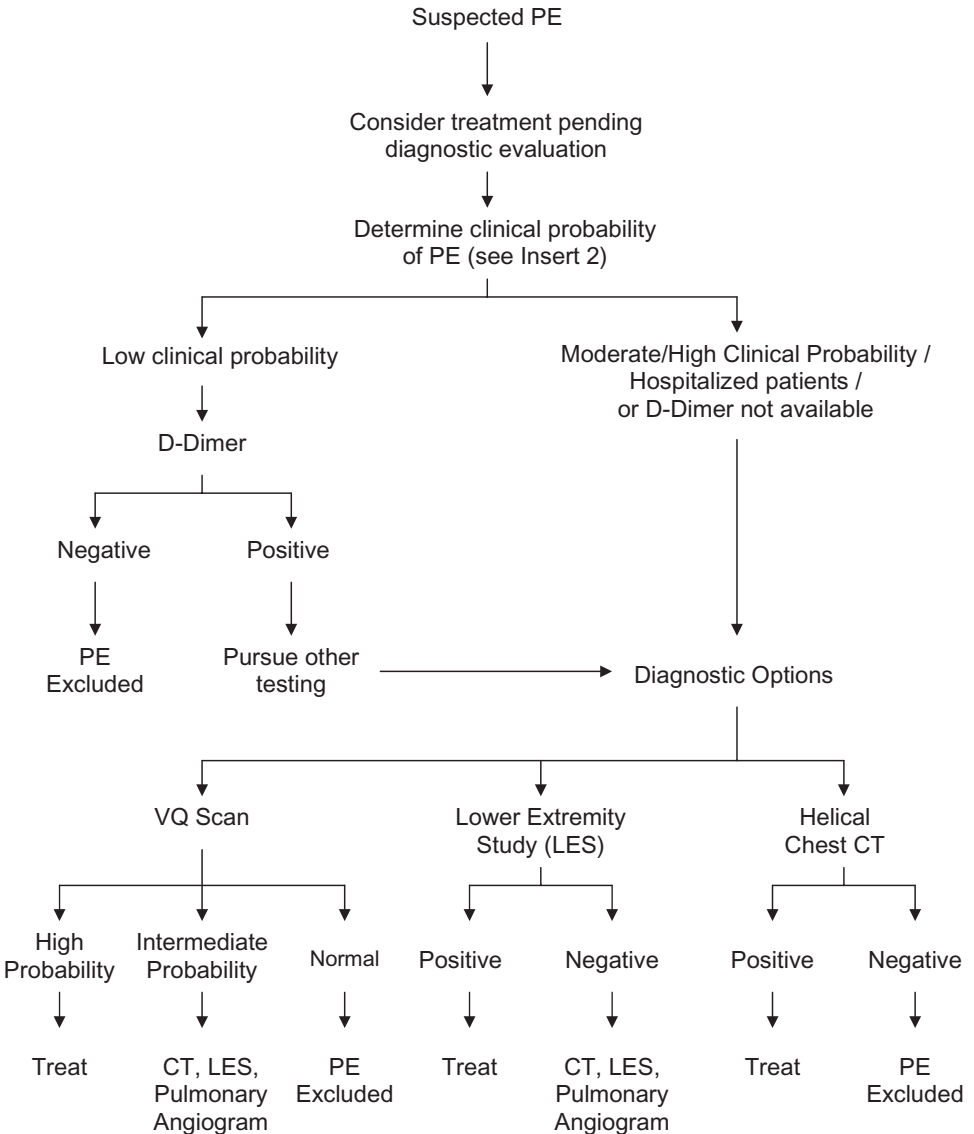 Suspected PE
Consider treatment pending
diagnostic evaluation
Determine clinical probability
of PE (see Insert 2)
Low clinical probability
Moderate/High Clinical Probability /
Hospitalized patients /
or D-Dimer not available
D-Dimer
Negative
Positive
PE
Excluded
Pursue other
testing
Diagnostic Options
VQ Scan
Lower Extremity
Study (LES)
Helical
Chest CT
High
Probability
Intermediate
Probability
Normal
Positive
Negative
Positive
Negative
Treat
CT, LES,
Pulmonary
Angiogram
PE
Excluded
Treat
CT, LES,
Pulmonary
Angiogram
Treat
PE
Excluded